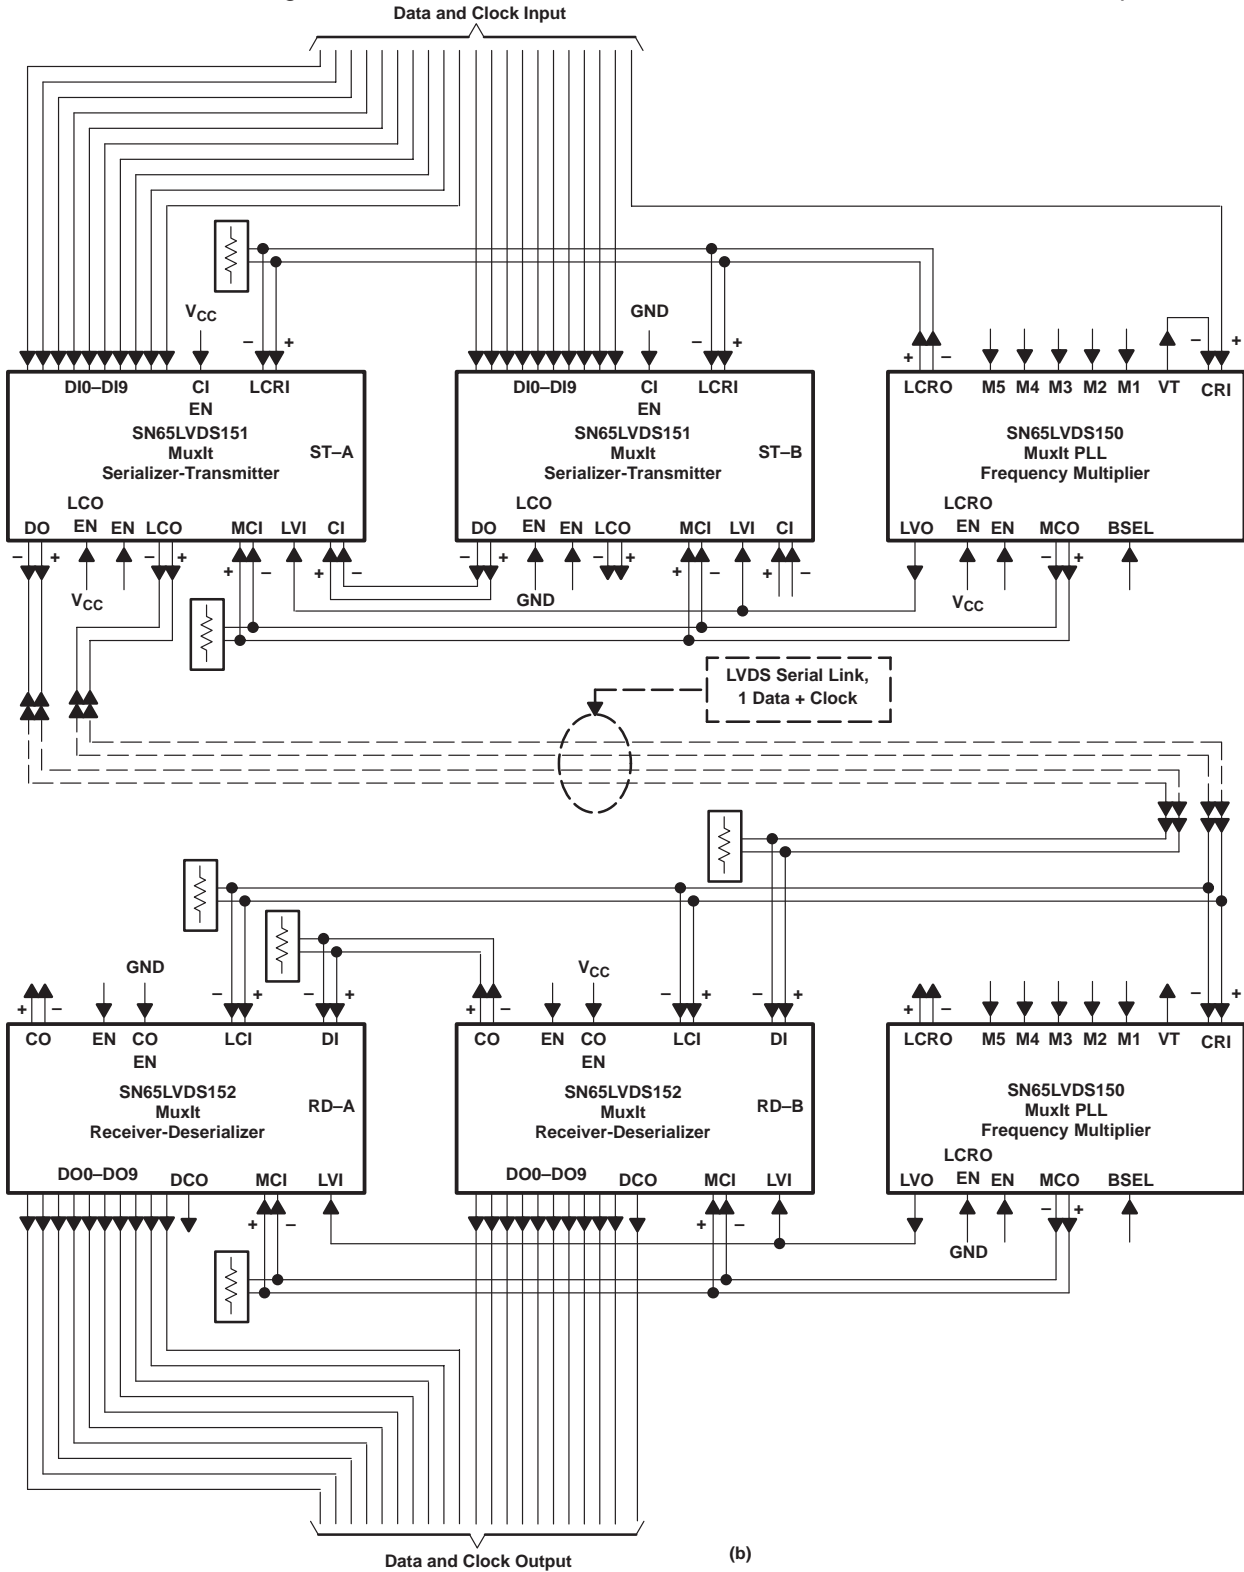 Data and Clock Input
VCC
GND
– +
– +
+ –
– +
DI0–DI9 CI LCRI
EN
SN65LVDS151
MuxIt
Serializer-Transmitter
ST–A
LCO
DO EN EN LCO MCI LVI CI
DI0–DI9 CI LCRI
EN
SN65LVDS151
MuxIt
Serializer-Transmitter
ST–B
LCO
DO EN EN LCO MCI LVI CI
LCRO M5 M4 M3 M2 M1 VT CRI
SN65LVDS150
MuxIt PLL
Frequency Multiplier
LCRO
LVO EN EN MCO BSEL
– + – + + – + –
– + – + + – + –
– +
VCC
GND
VCC
LVDS Serial Link,
1 Data + Clock
GND
VCC
+ – – + – +
+ – – + – +
+ – – +
CO EN CO LCI DI
EN
SN65LVDS152
MuxIt
Receiver-Deserializer
RD–A
DO0–DO9 DCO MCI LVI
CO EN CO LCI DI
EN
SN65LVDS152
MuxIt
Receiver-Deserializer
RD–B
DO0–DO9 DCO MCI LVI
LCRO M5 M4 M3 M2 M1 VT CRI
SN65LVDS150
MuxIt PLL
Frequency Multiplier
LCRO
LVO EN EN MCO BSEL
+ –
+ –
– +
GND
Data and Clock Output
(b)